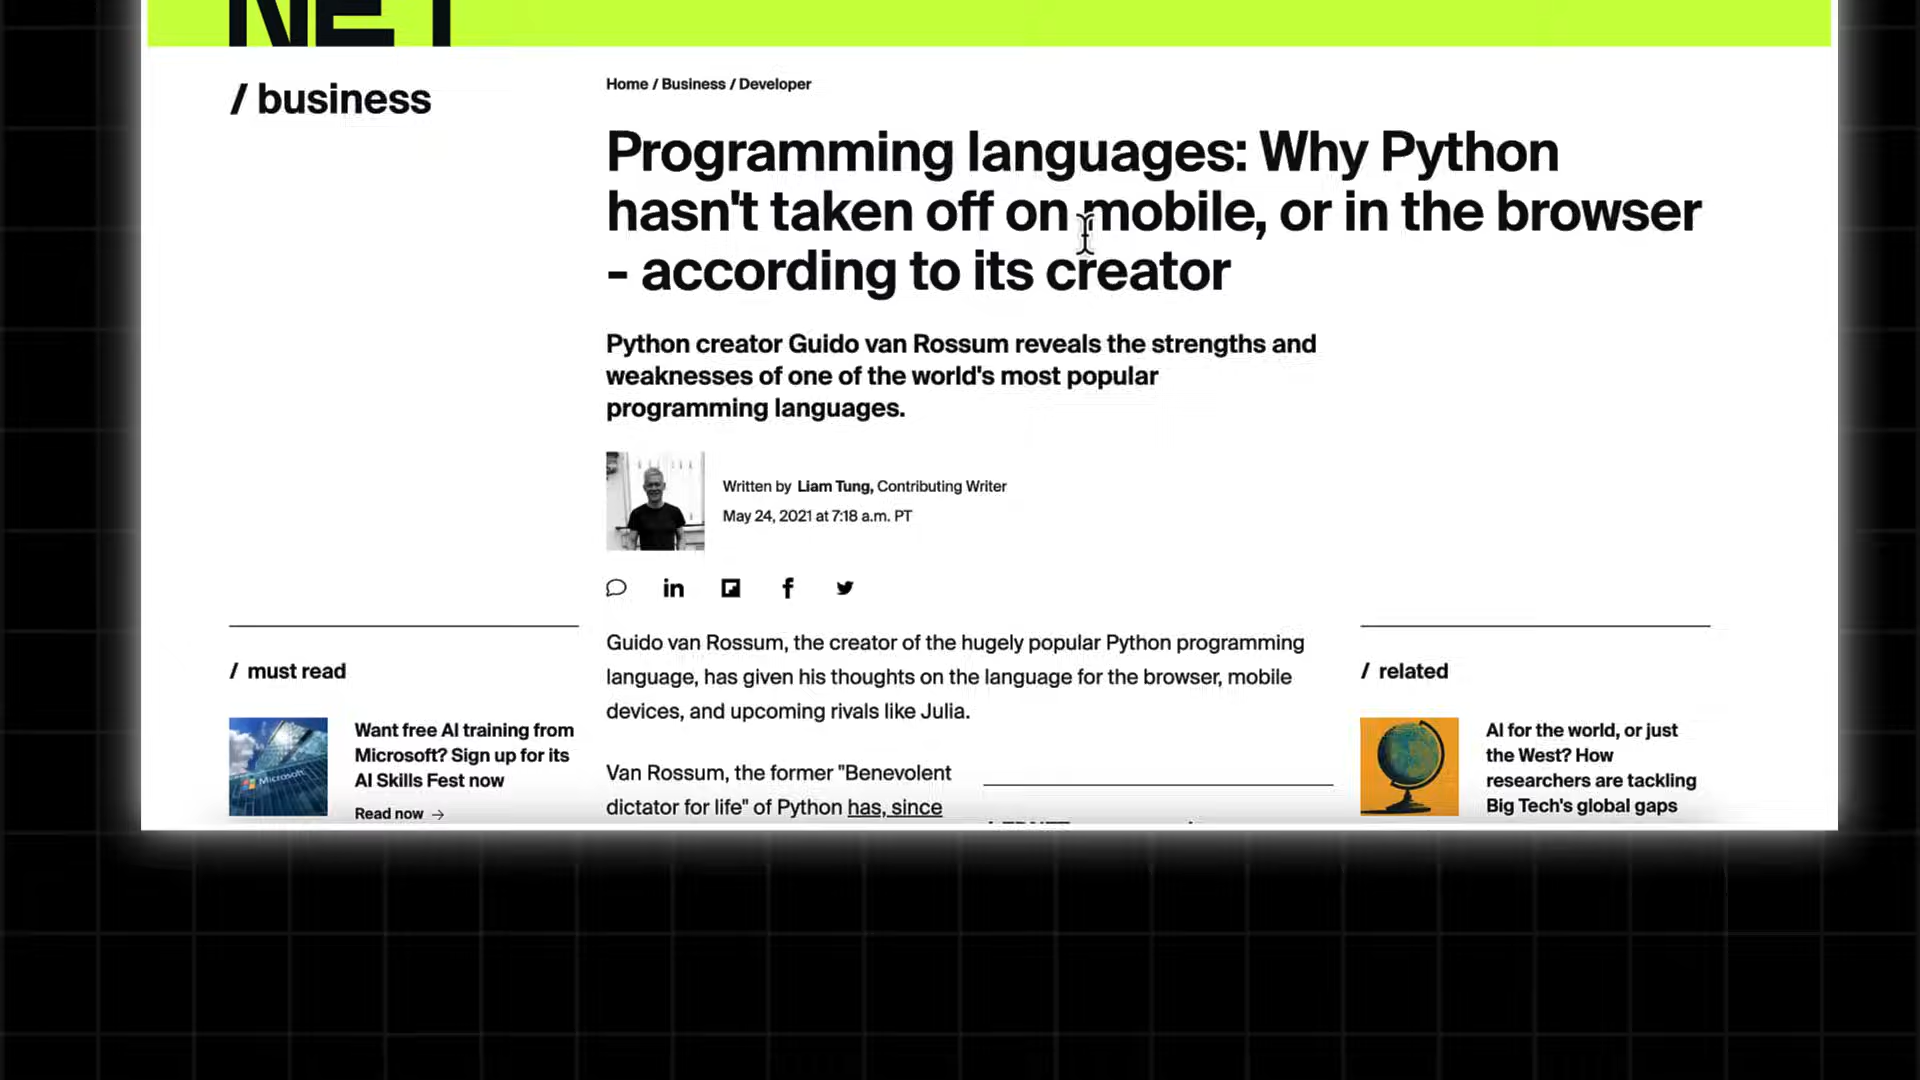 / business
Home / Business / Developer
Programming languages: Why Python
hasn't taken off on mobile, or in the browser
- according to its creator
Python creator Guido van Rossum reveals the strengths and
weaknesses of one of the world's most popular
programming languages.
Written by Liam Tung, Contributing Writer
May 24, 2021 at 7:18 a.m. PT
in
f
Guido van Rossum, the creator of the hugely popular Python programming
language, has given his thoughts on the language for the browser, mobile
devices, and upcoming rivals like Julia.
Van Rossum, the former "Benevolent
dictator for life" of Python has, since
/ must read
Microsoft
Want free AI training from
Microsoft? Sign up for its
AI Skills Fest now
Read now →
/ related
AI for the world, or just
the West? How
researchers are tackling
Big Tech's global gaps